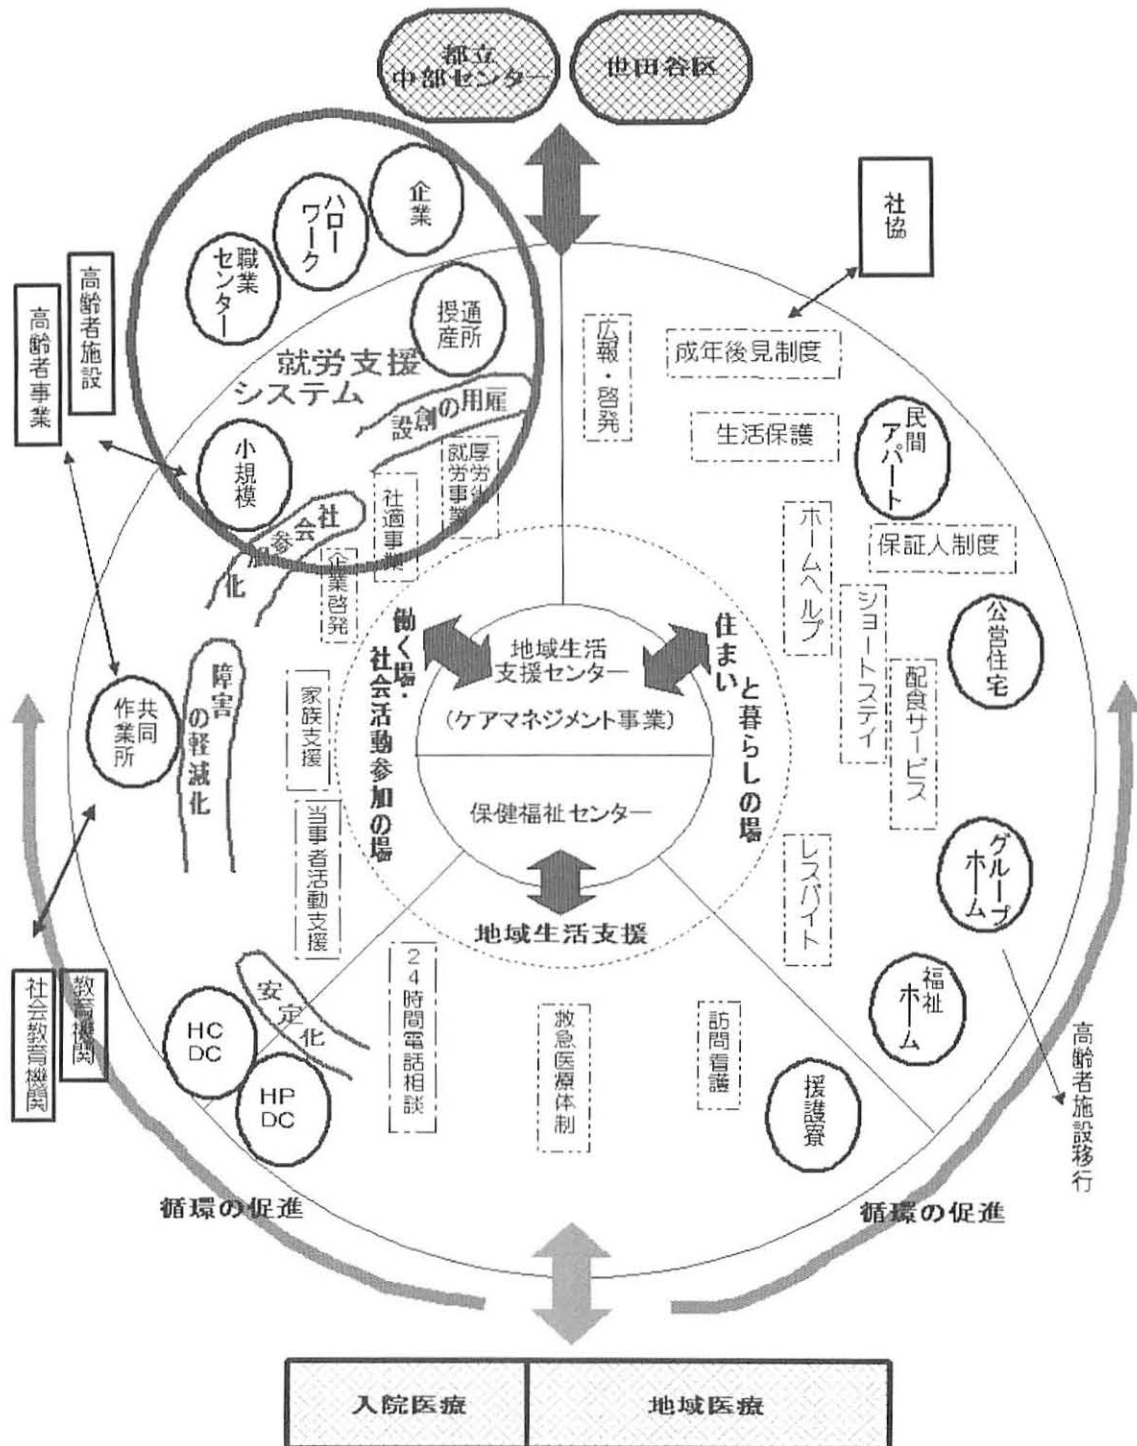 都立
中部センター
世田谷区
社協
企業
ハロー
ワーク
職業
センター
通所
授産
就労支援
システム
高齢者施設
高齢者事業
小規模
設創の用雇
厚労省
就労事業
社適事業
企業啓発
社会参加化
広報・啓発
成年後見制度
生活保護
民間
アパート
保証人制度
ホームヘルプ
ショートステイ
配食サービス
公営住宅
働く場・
社会活動参加の場
住まい
と暮らしの場
地域生活
支援センター
(ケアマネジメント事業)
保健福祉センター
地域生活支援
共同
作業所
障害
の軽減化
家族支援
当事者活動支援
レスパイト
グループ
ホーム
福祉
ホーム
援護寮
高齢者施設移行
教育機関
社会教育機関
HC
DC
HP
DC
安定化
24時間電話相談
救急医療体制
訪問看護
循環の促進
循環の促進
入院医療
地域医療